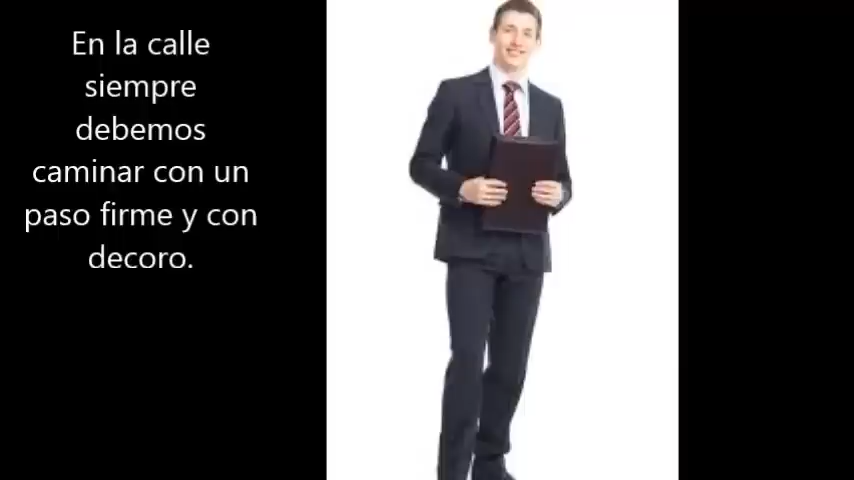 En la calle
siempre
debemos
caminar con un
paso firme y con
decoro.